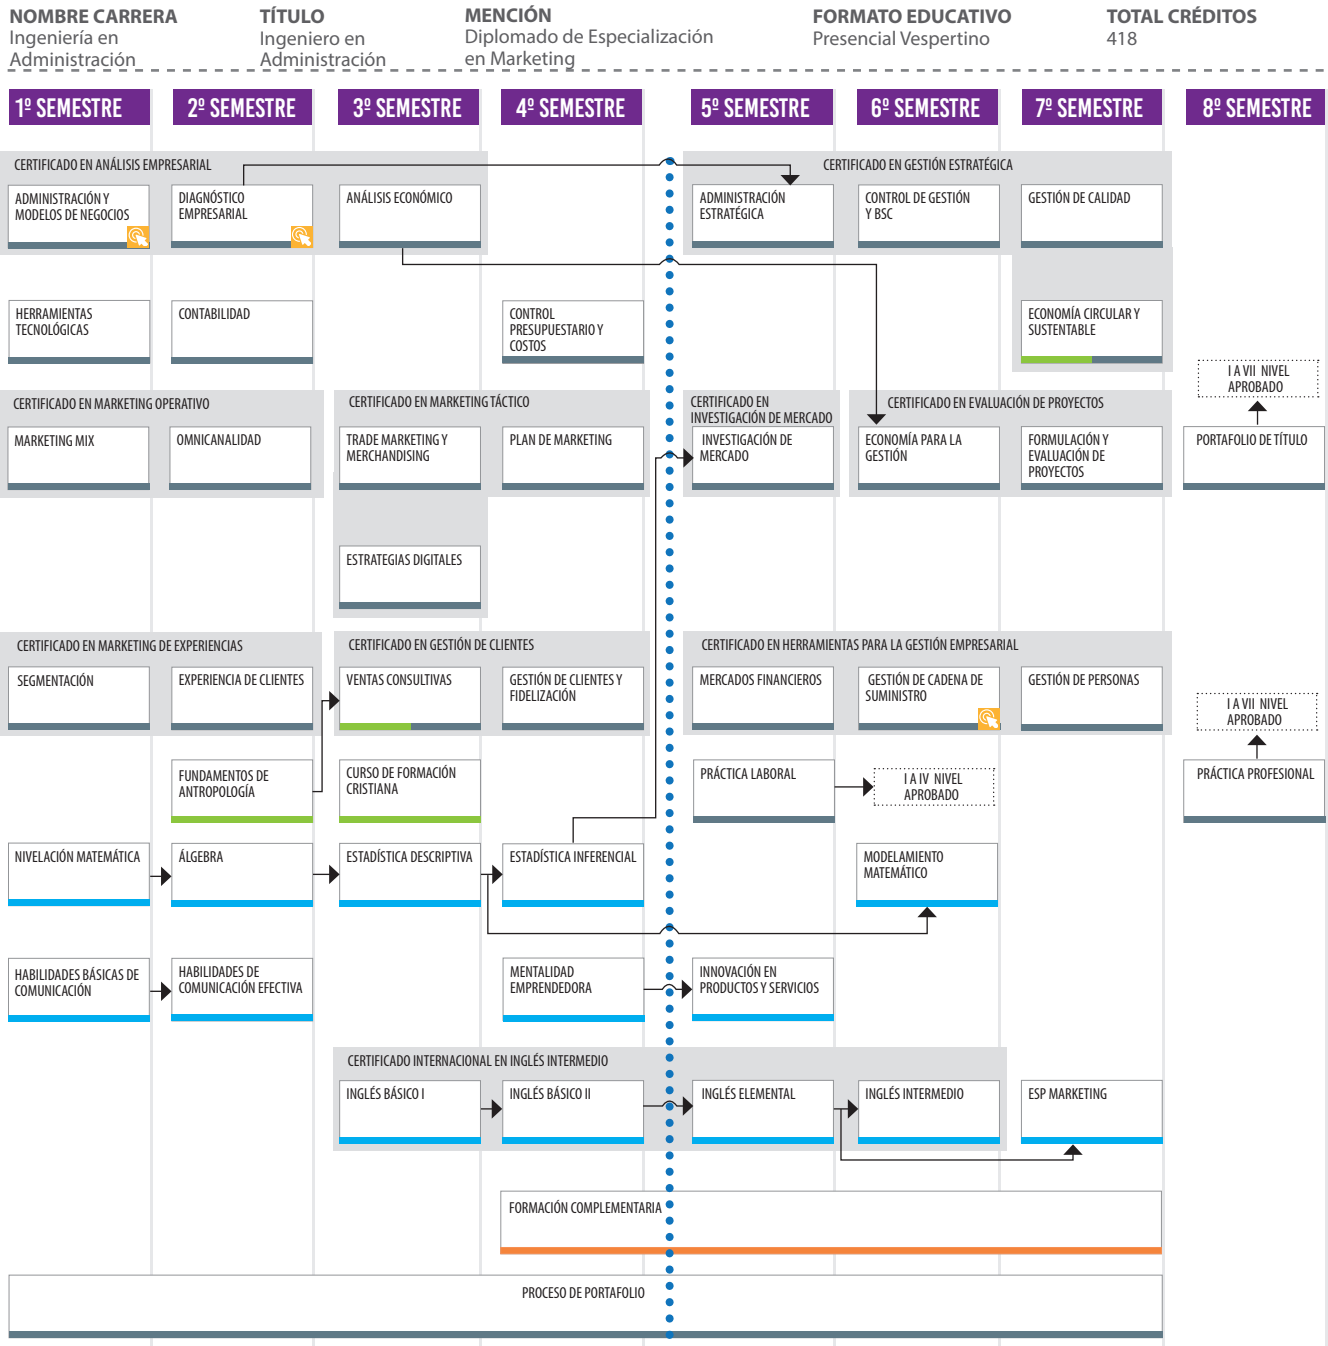 NOMBRE CARRERA
Ingeniería en
Administración
TÍTULO
Ingeniero en
Administración
MENCIÓN
Diplomado de Especialización
en Marketing
FORMATO EDUCATIVO
Presencial Vespertino
TOTAL CRÉDITOS
418
1º SEMESTRE
2º SEMESTRE
3º SEMESTRE
4º SEMESTRE
5º SEMESTRE
6º SEMESTRE
7º SEMESTRE
8º SEMESTRE
CERTIFICADO EN ANÁLISIS EMPRESARIAL
CERTIFICADO EN GESTIÓN ESTRATÉGICA
ADMINISTRACIÓN Y
MODELOS DE NEGOCIOS
DIAGNÓSTICO
EMPRESARIAL
ANÁLISIS ECONÓMICO
ADMINISTRACIÓN
ESTRATÉGICA
CONTROL DE GESTIÓN
Y BSC
GESTIÓN DE CALIDAD
HERRAMIENTAS
TECNOLÓGICAS
CONTABILIDAD
CONTROL
PRESUPUESTARIO Y
COSTOS
ECONOMÍA CIRCULAR Y
SUSTENTABLE
I A VII NIVEL
APROBADO
CERTIFICADO EN MARKETING OPERATIVO
CERTIFICADO EN MARKETING TÁCTICO
CERTIFICADO EN
INVESTIGACIÓN DE MERCADO
CERTIFICADO EN EVALUACIÓN DE PROYECTOS
MARKETING MIX
OMNICANALIDAD
TRADE MARKETING Y
MERCHANDISING
PLAN DE MARKETING
INVESTIGACIÓN DE
MERCADO
ECONOMÍA PARA LA
GESTIÓN
FORMULACIÓN Y
EVALUACIÓN DE
PROYECTOS
PORTAFOLIO DE TÍTULO
ESTRATEGIAS DIGITALES
CERTIFICADO EN MARKETING DE EXPERIENCIAS
CERTIFICADO EN GESTIÓN DE CLIENTES
CERTIFICADO EN HERRAMIENTAS PARA LA GESTIÓN EMPRESARIAL
SEGMENTACIÓN
EXPERIENCIA DE CLIENTES
VENTAS CONSULTIVAS
GESTIÓN DE CLIENTES Y
FIDELIZACIÓN
MERCADOS FINANCIEROS
GESTIÓN DE CADENA DE
SUMINISTRO
GESTIÓN DE PERSONAS
I A VII NIVEL
APROBADO
FUNDAMENTOS DE
ANTROPOLOGÍA
CURSO DE FORMACIÓN
CRISTIANA
PRÁCTICA LABORAL
I A IV NIVEL
APROBADO
PRÁCTICA PROFESIONAL
NIVELACIÓN MATEMÁTICA
ÁLGEBRA
ESTADÍSTICA DESCRIPTIVA
ESTADÍSTICA INFERENCIAL
MODELAMIENTO
MATEMÁTICO
HABILIDADES BÁSICAS DE
COMUNICACIÓN
HABILIDADES DE
COMUNICACIÓN EFECTIVA
MENTALIDAD
EMPRENDEDORA
INNOVACIÓN EN
PRODUCTOS Y SERVICIOS
CERTIFICADO INTERNACIONAL EN INGLÉS INTERMEDIO
INGLÉS BÁSICO I
INGLÉS BÁSICO II
INGLÉS ELEMENTAL
INGLÉS INTERMEDIO
ESP MARKETING
FORMACIÓN COMPLEMENTARIA
PROCESO DE PORTAFOLIO